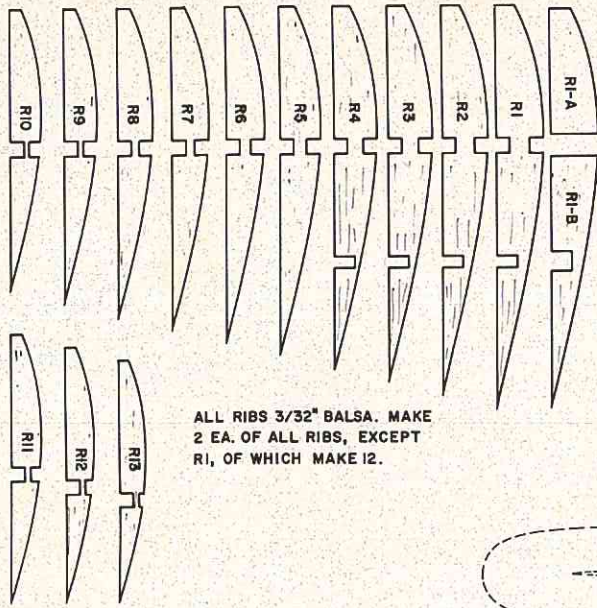 R10
R9
R8
R7
R6
R5
R4
R3
R2
R1
R1-A
R1-B
R11
R12
R13
ALL RIBS 3/32" BALSA. MAKE
2 EA. OF ALL RIBS, EXCEPT
R1, OF WHICH MAKE 12.